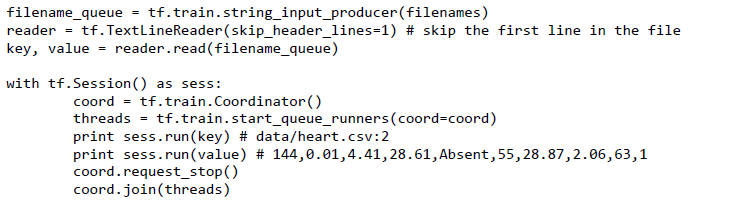 filename_queue = tf.train.string_input_producer(filenames)
reader = tf.TextLineReader(skip_header_lines=1) # skip the first line in the file
key, value = reader.read(filename_queue)

with tf.Session() as sess:
        coord = tf.train.Coordinator()
        threads = tf.train.start_queue_runners(coord=coord)
        print sess.run(key) # data/heart.csv:2
        print sess.run(value) # 144,0.01,4.41,28.61,Absent,55,28.87,2.06,63,1
        coord.request_stop()
        coord.join(threads)